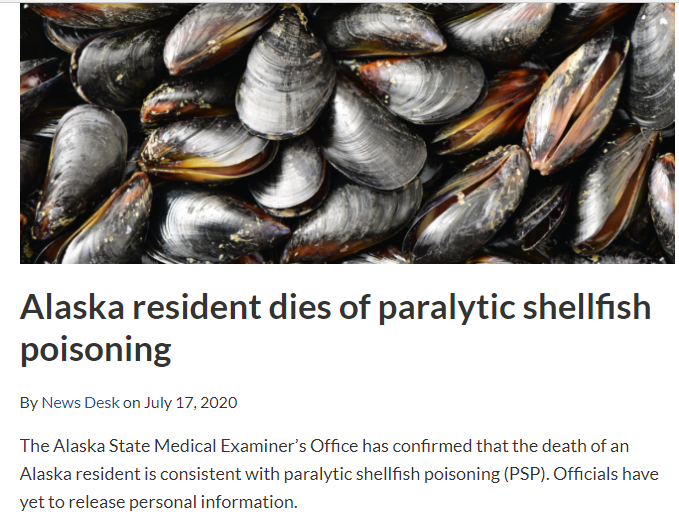 Alaska resident dies of paralytic shellfish
poisoning
By News Desk on July 17, 2020
The Alaska State Medical Examiner’s Office has confirmed that the death of an
Alaska resident is consistent with paralytic shellfish poisoning (PSP). Officials have
yet to release personal information.